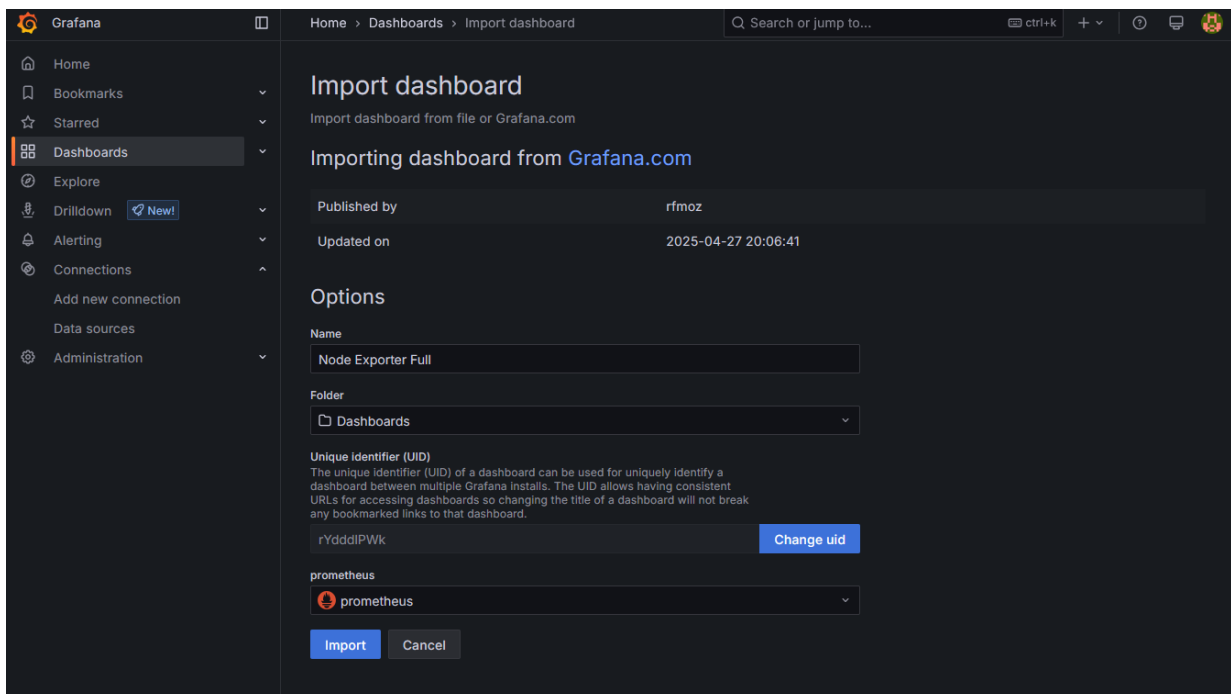 Grafana
Home > Dashboards > Import dashboard
Search or jump to...
ctrl+k
Home
Bookmarks
Starred
Dashboards
Explore
Drilldown
New!
Alerting
Connections
Add new connection
Data sources
Administration
Import dashboard
Import dashboard from file or Grafana.com
Importing dashboard from Grafana.com
Published by rfmoz
Updated on 2025-04-27 20:06:41
Options
Name
Node Exporter Full
Folder
Dashboards
Unique identifier (UID)
The unique identifier (UID) of a dashboard can be used for uniquely identify a
dashboard between multiple Grafana installs. The UID allows having consistent
URLs for accessing dashboards so changing the title of a dashboard will not break
any bookmarked links to that dashboard.
rYdddlPWk
Change uid
prometheus
prometheus
Import
Cancel